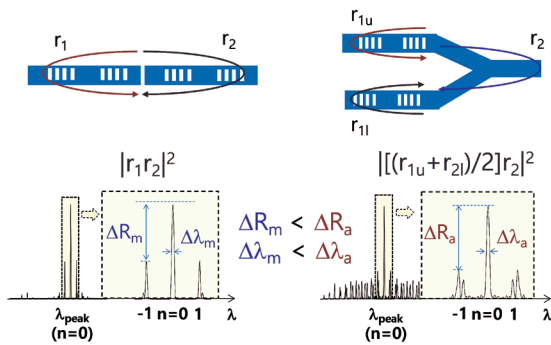 r₁ r₂
r₁ᵤ
r₂
r₁ₗ
|r₁r₂|²
|[(r₁ᵤ+r₂ₗ)/2]r₂|²
ΔRₘ
Δλₘ
ΔRₘ < ΔRₐ
Δλₘ < Δλₐ
ΔRₐ
Δλₐ
λpeak
(n=0)
-1 n=0 1 λ
λpeak
(n=0)
-1 n=0 1 λ